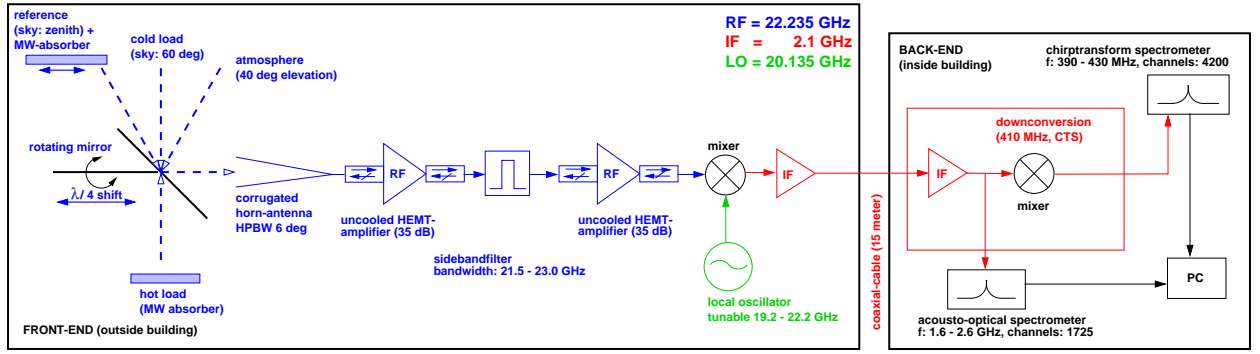 reference
(sky: zenith) +
MW-absorber
cold load
(sky: 60 deg)
atmosphere
(40 deg elevation)
rotating mirror
λ/ 4 shift
corrugated
horn-antenna
HPBW 6 deg
hot load
(MW absorber)
FRONT-END (outside building)
RF
uncooled HEMT-
amplifier (35 dB)
sidebandfilter
bandwidth: 21.5 - 23.0 GHz
RF
uncooled HEMT-
amplifier (35 dB)
RF = 22.235 GHz
IF = 2.1 GHz
LO = 20.135 GHz
mixer
local oscillator
tunable 19.2 - 22.2 GHz
IF
coaxial-cable (15 meter)
BACK-END
(inside building)
chirptransform spectrometer
f: 390 - 430 MHz, channels: 4200
downconversion
(410 MHz, CTS)
IF
mixer
PC
acousto-optical spectrometer
f: 1.6 - 2.6 GHz, channels: 1725